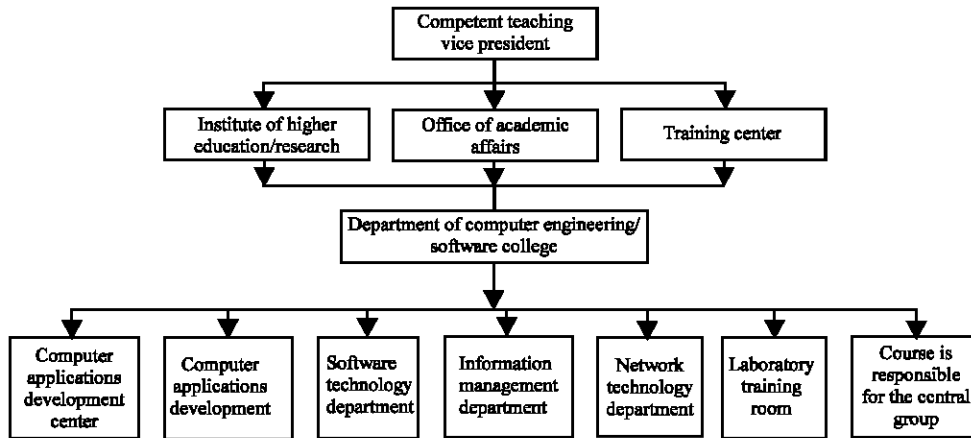 Competent teaching
vice president
Institute of higher
education/research
Office of academic
affairs
Training center
Department of computer engineering/
software college
Computer
applications
development
center
Computer
applications
development
Software
technology
department
Information
management
department
Network
technology
department
Laboratory
training
room
Course is
responsible
for the central
group